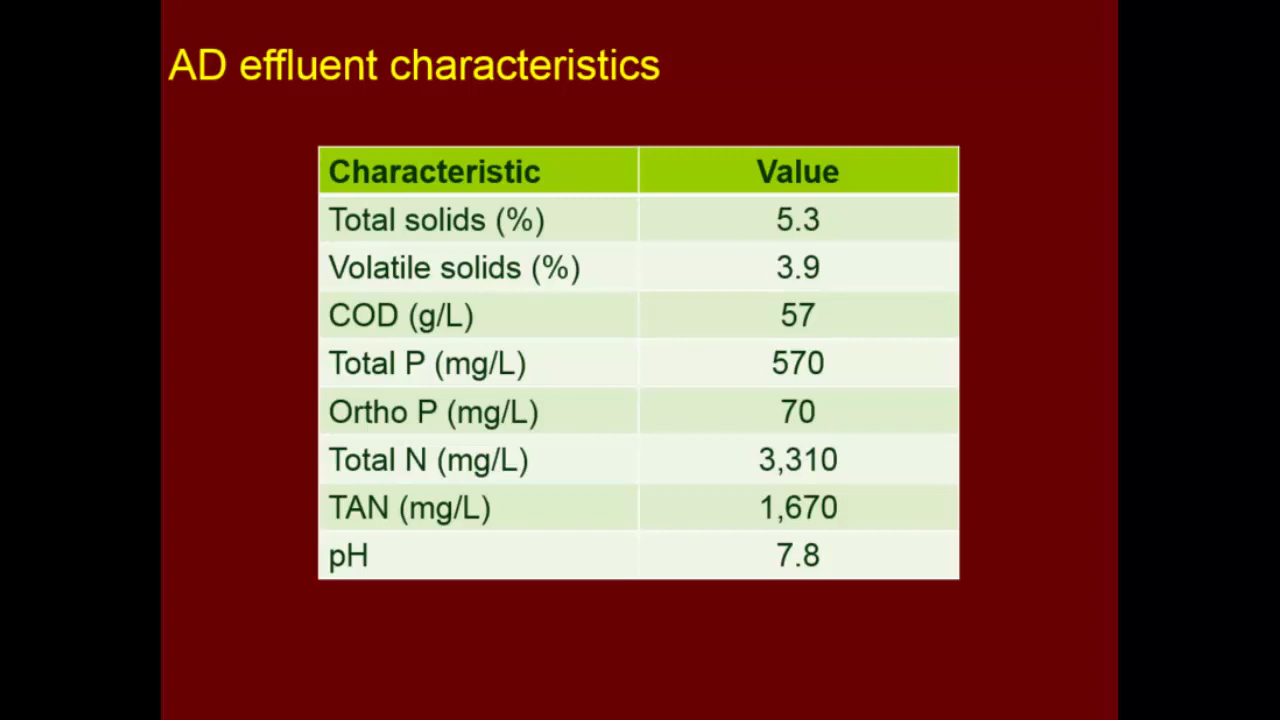 AD effluent characteristics
Characteristic Value
Total solids (%) 5.3
Volatile solids (%) 3.9
COD (g/L) 57
Total P (mg/L) 570
Ortho P (mg/L) 70
Total N (mg/L) 3,310
TAN (mg/L) 1,670
pH 7.8